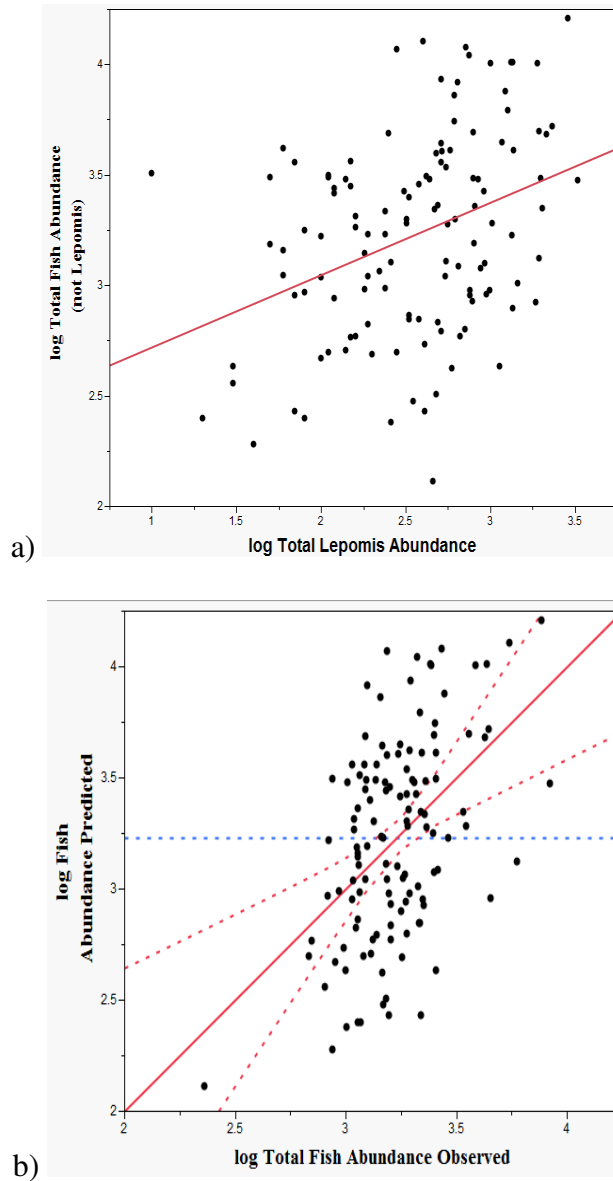 log Total Fish Abundance
(not Lepomis)
4
3.5
3
2.5
2
1
1.5
2
2.5
3
3.5
a)
log Total Lepomis Abundance
log Fish
Abundance Predicted
4
3.5
3
2.5
2
2
2.5
3
3.5
4
b)
log Total Fish Abundance Observed